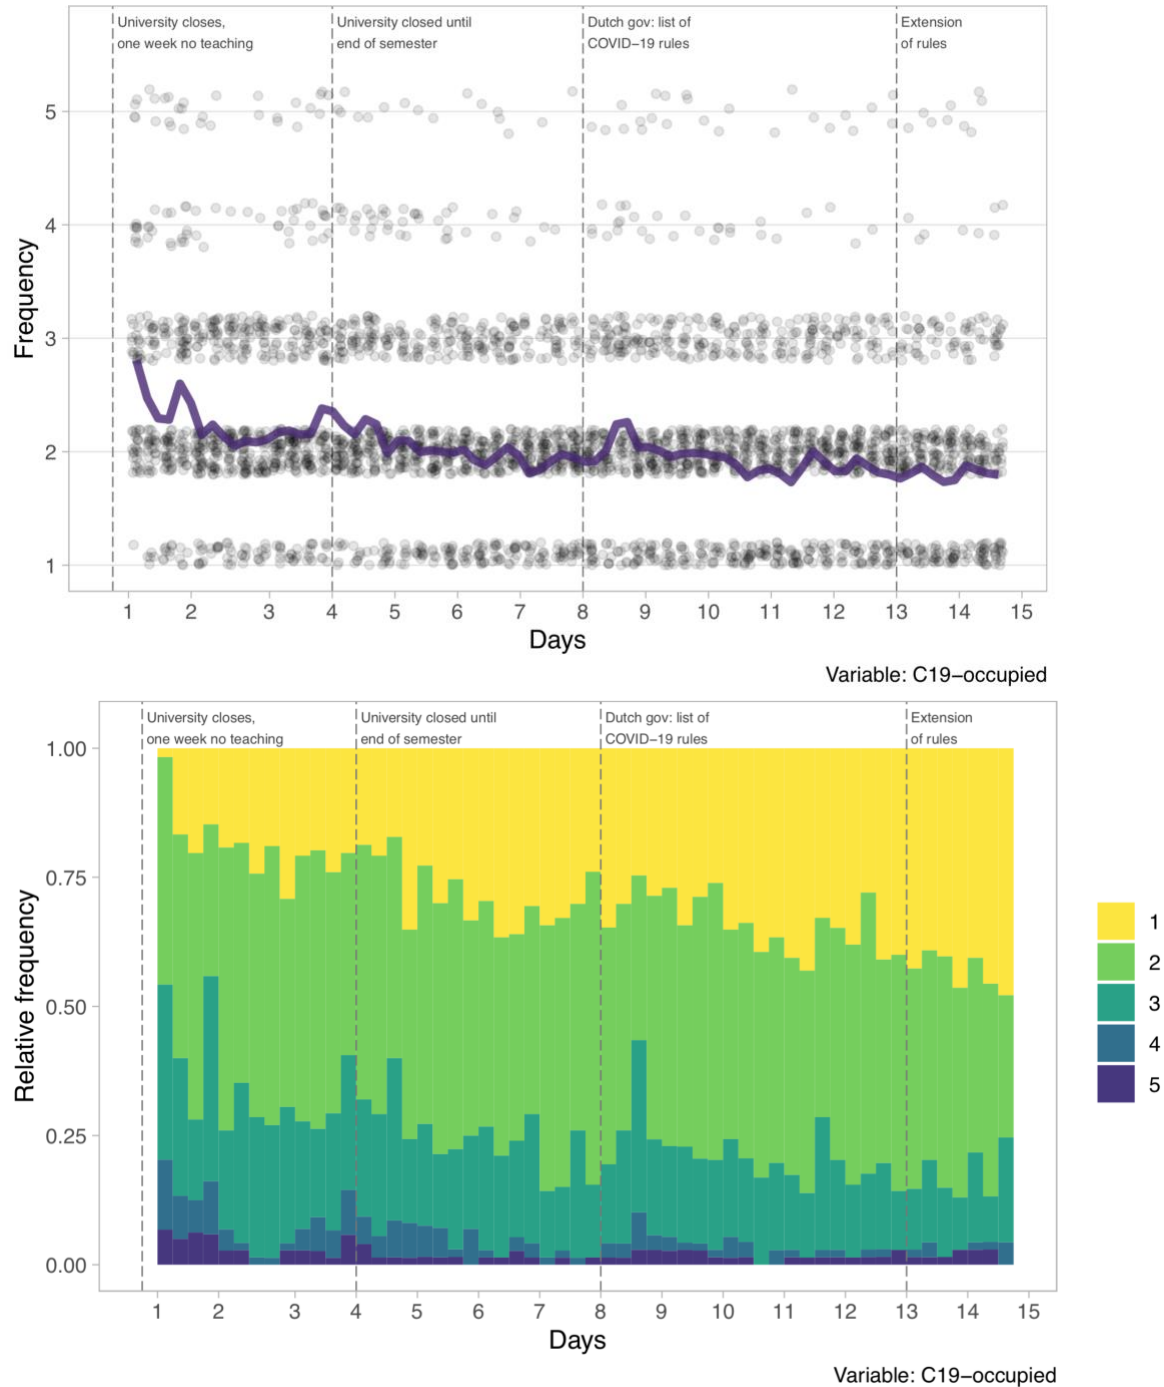 University closes,
one week no teaching
University closed until
end of semester
Dutch gov: list of
COVID−19 rules
Extension
of rules
5
4
3
2
1
Frequency
1 2 3 4 5 6 7 8 9 10 11 12 13 14 15
Days
Variable: C19−occupied
University closes,
one week no teaching
University closed until
end of semester
Dutch gov: list of
COVID−19 rules
Extension
of rules
1.00
0.75
0.50
0.25
0.00
Relative frequency
1 2 3 4 5 6 7 8 9 10 11 12 13 14 15
Days
1
2
3
4
5
Variable: C19−occupied